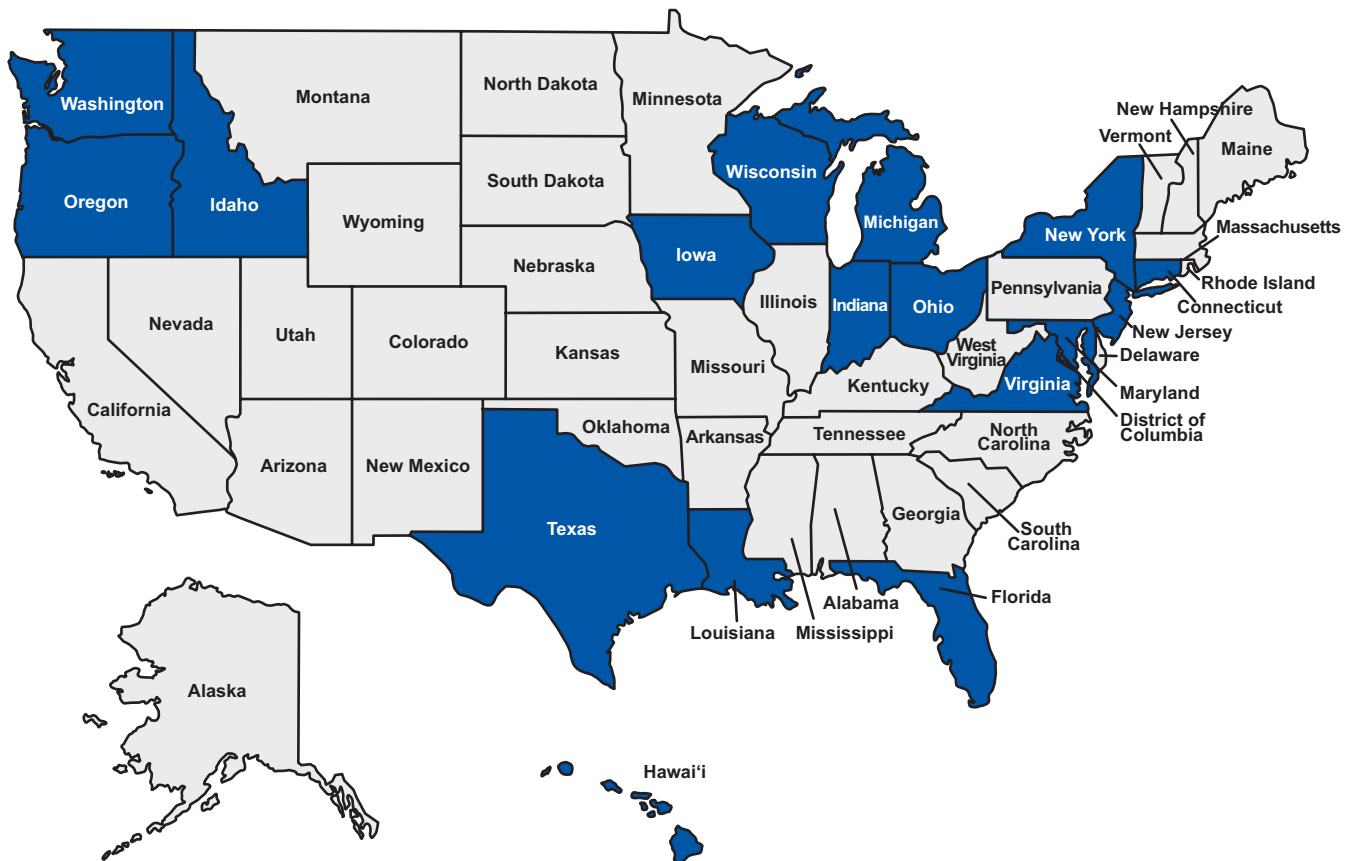 North Dakota
Montana
Minnesota
Washington
New Hampshire
Vermont
Maine
Wisconsin
South Dakota
Oregon
Idaho
Wyoming
Michigan
Massachusetts
New York
Iowa
Nebraska
Rhode Island
Pennsylvania
Connecticut
Illinois
Indiana
Ohio
Nevada
Utah
Colorado
New Jersey
West
Virginia
Kansas
Delaware
Missouri
Kentucky
Virginia
Maryland
California
District of
Columbia
Oklahoma
Arkansas
Tennessee
North
Carolina
Arizona
New Mexico
Georgia
Texas
South
Carolina
Florida
Alabama
Louisiana
Mississippi
Alaska
Hawai‘i